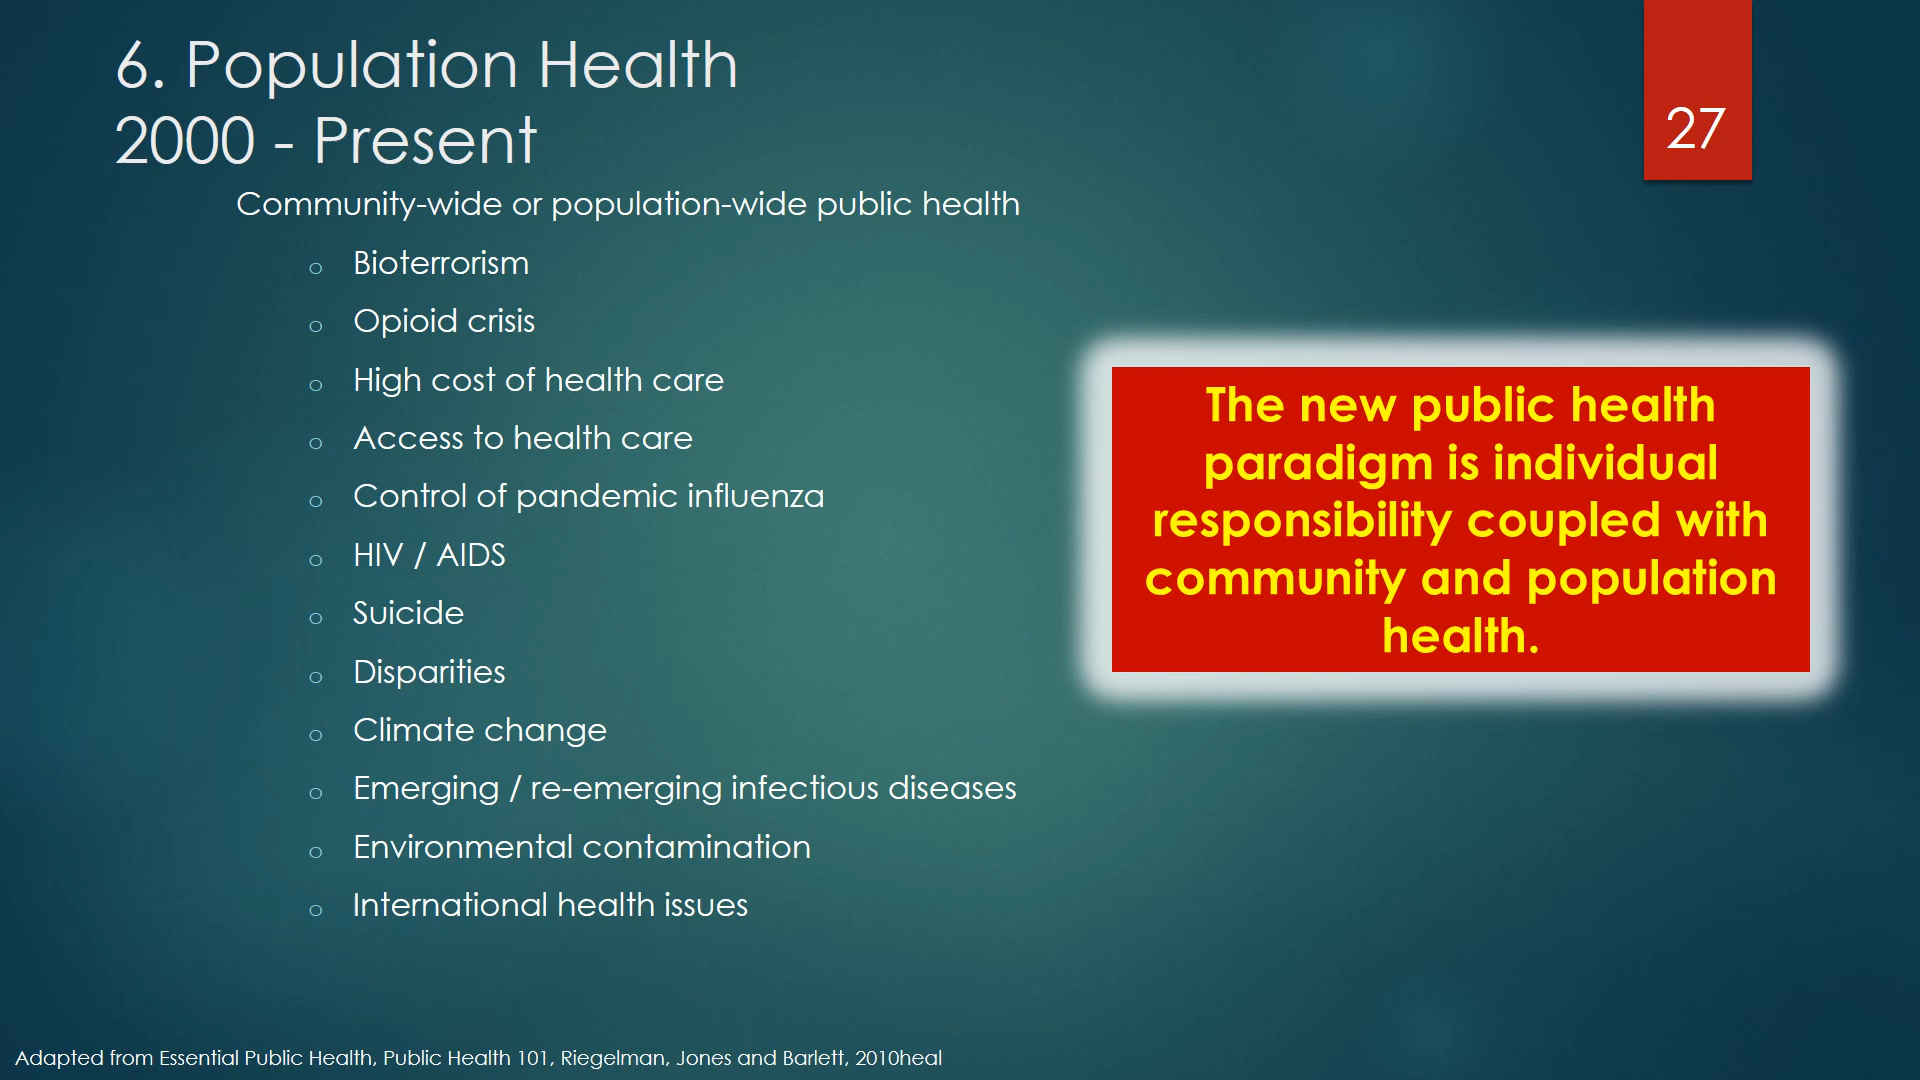 6. Population Health
2000 - Present
27
Community-wide or population-wide public health
o Bioterrorism
o Opioid crisis
o High cost of health care
o Access to health care
o Control of pandemic influenza
o HIV / AIDS
o Suicide
o Disparities
o Climate change
o Emerging / re-emerging infectious diseases
o Environmental contamination
o International health issues
The new public health
paradigm is individual
responsibility coupled with
community and population
health.
Adapted from Essential Public Health, Public Health 101, Riegelman, Jones and Barlett, 2010heal